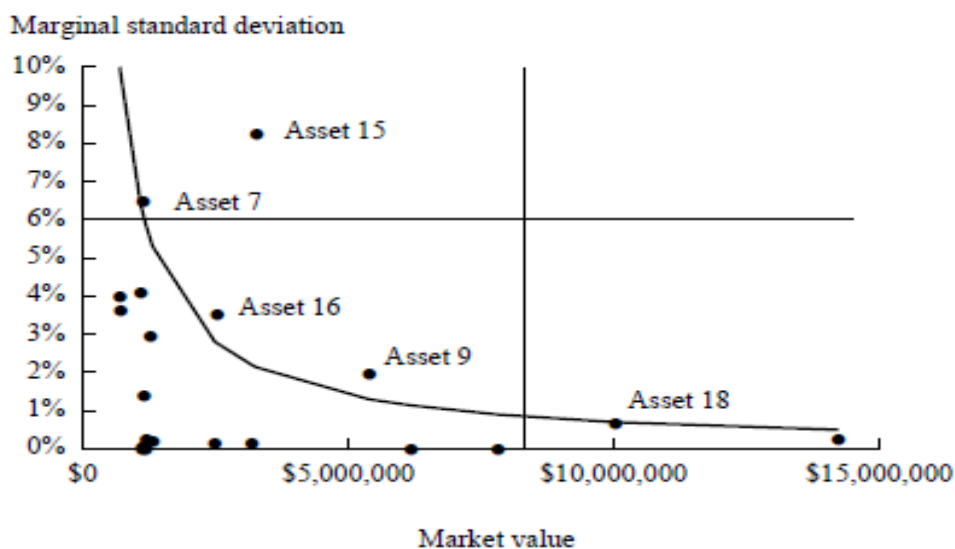 Marginal standard deviation
10%
9%
8%
Asset 15
7%
Asset 7
6%
5%
4%
Asset 16
3%
Asset 9
2%
Asset 18
1%
0%
$0
$5,000,000
$10,000,000
$15,000,000
Market value